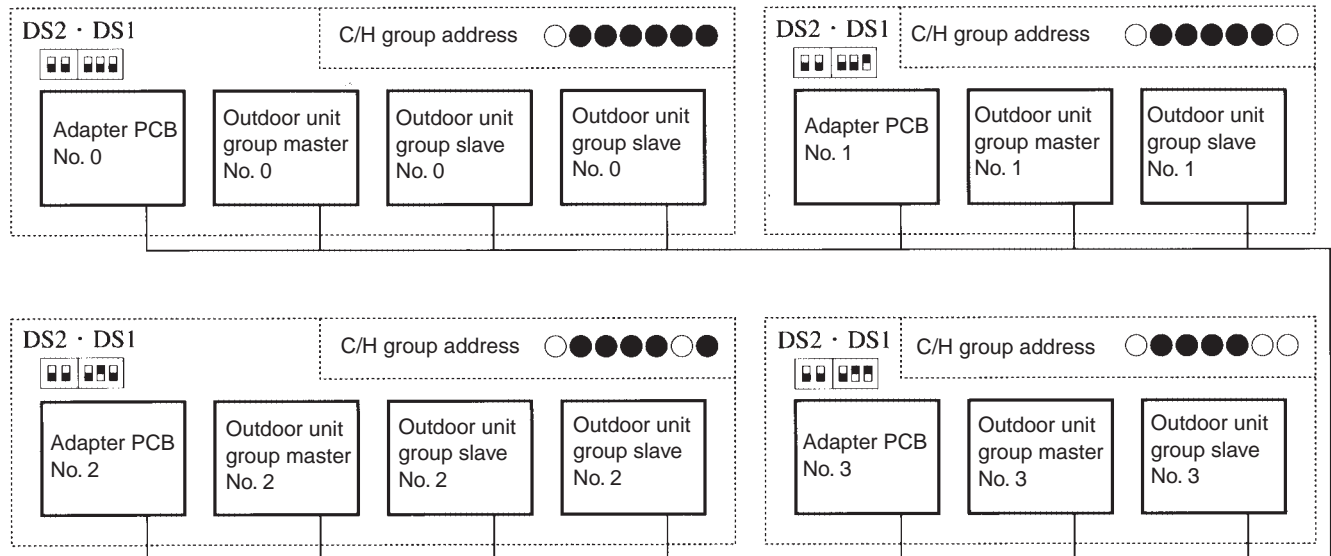 DS2・DS1
C/H group address
Adapter PCB
No. 0
Outdoor unit
group master
No. 0
Outdoor unit
group slave
No. 0
Outdoor unit
group slave
No. 0
DS2・DS1
C/H group address
Adapter PCB
No. 1
Outdoor unit
group master
No. 1
Outdoor unit
group slave
No. 1
DS2・DS1
C/H group address
Adapter PCB
No. 2
Outdoor unit
group master
No. 2
Outdoor unit
group slave
No. 2
Outdoor unit
group slave
No. 2
DS2・DS1
C/H group address
Adapter PCB
No. 3
Outdoor unit
group master
No. 3
Outdoor unit
group slave
No. 3